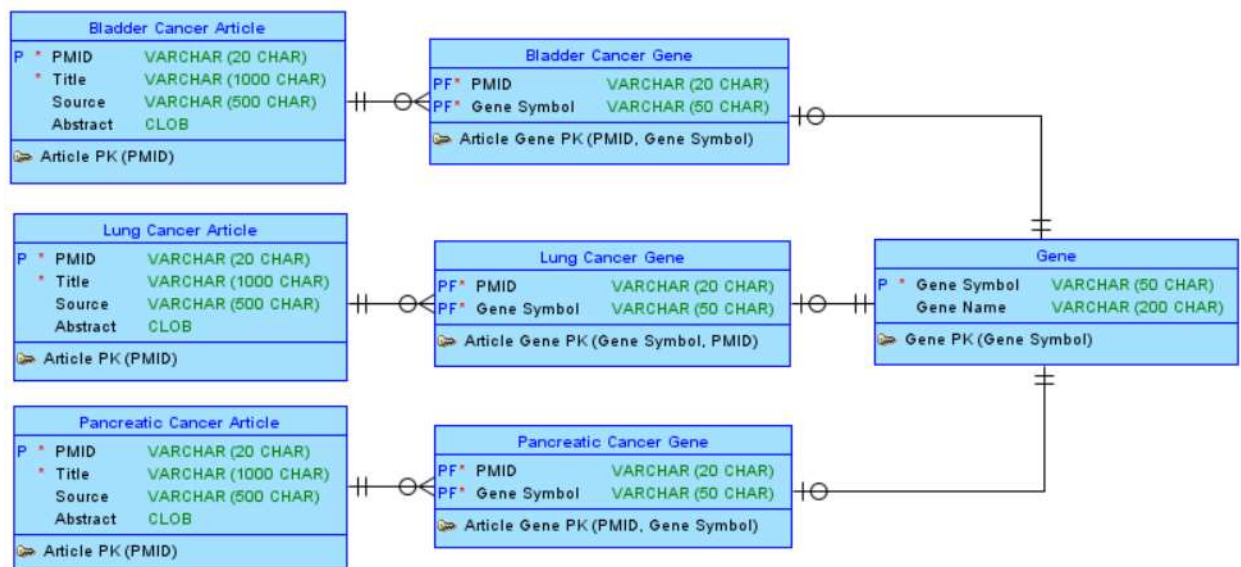 Bladder Cancer Article
P * PMID VARCHAR (20 CHAR)
* Title VARCHAR (1000 CHAR)
Source VARCHAR (500 CHAR)
Abstract CLOB
Article PK (PMID)
Bladder Cancer Gene
PF* PMID VARCHAR (20 CHAR)
PF* Gene Symbol VARCHAR (50 CHAR)
Article Gene PK (PMID, Gene Symbol)
Lung Cancer Article
P * PMID VARCHAR (20 CHAR)
* Title VARCHAR (1000 CHAR)
Source VARCHAR (500 CHAR)
Abstract CLOB
Article PK (PMID)
Lung Cancer Gene
PF* PMID VARCHAR (20 CHAR)
PF* Gene Symbol VARCHAR (50 CHAR)
Article Gene PK (Gene Symbol, PMID)
Gene
P * Gene Symbol VARCHAR (50 CHAR)
Gene Name VARCHAR (200 CHAR)
Gene PK (Gene Symbol)
Pancreatic Cancer Article
P * PMID VARCHAR (20 CHAR)
* Title VARCHAR (1000 CHAR)
Source VARCHAR (500 CHAR)
Abstract CLOB
Article PK (PMID)
Pancreatic Cancer Gene
PF* PMID VARCHAR (20 CHAR)
PF* Gene Symbol VARCHAR (50 CHAR)
Article Gene PK (PMID, Gene Symbol)